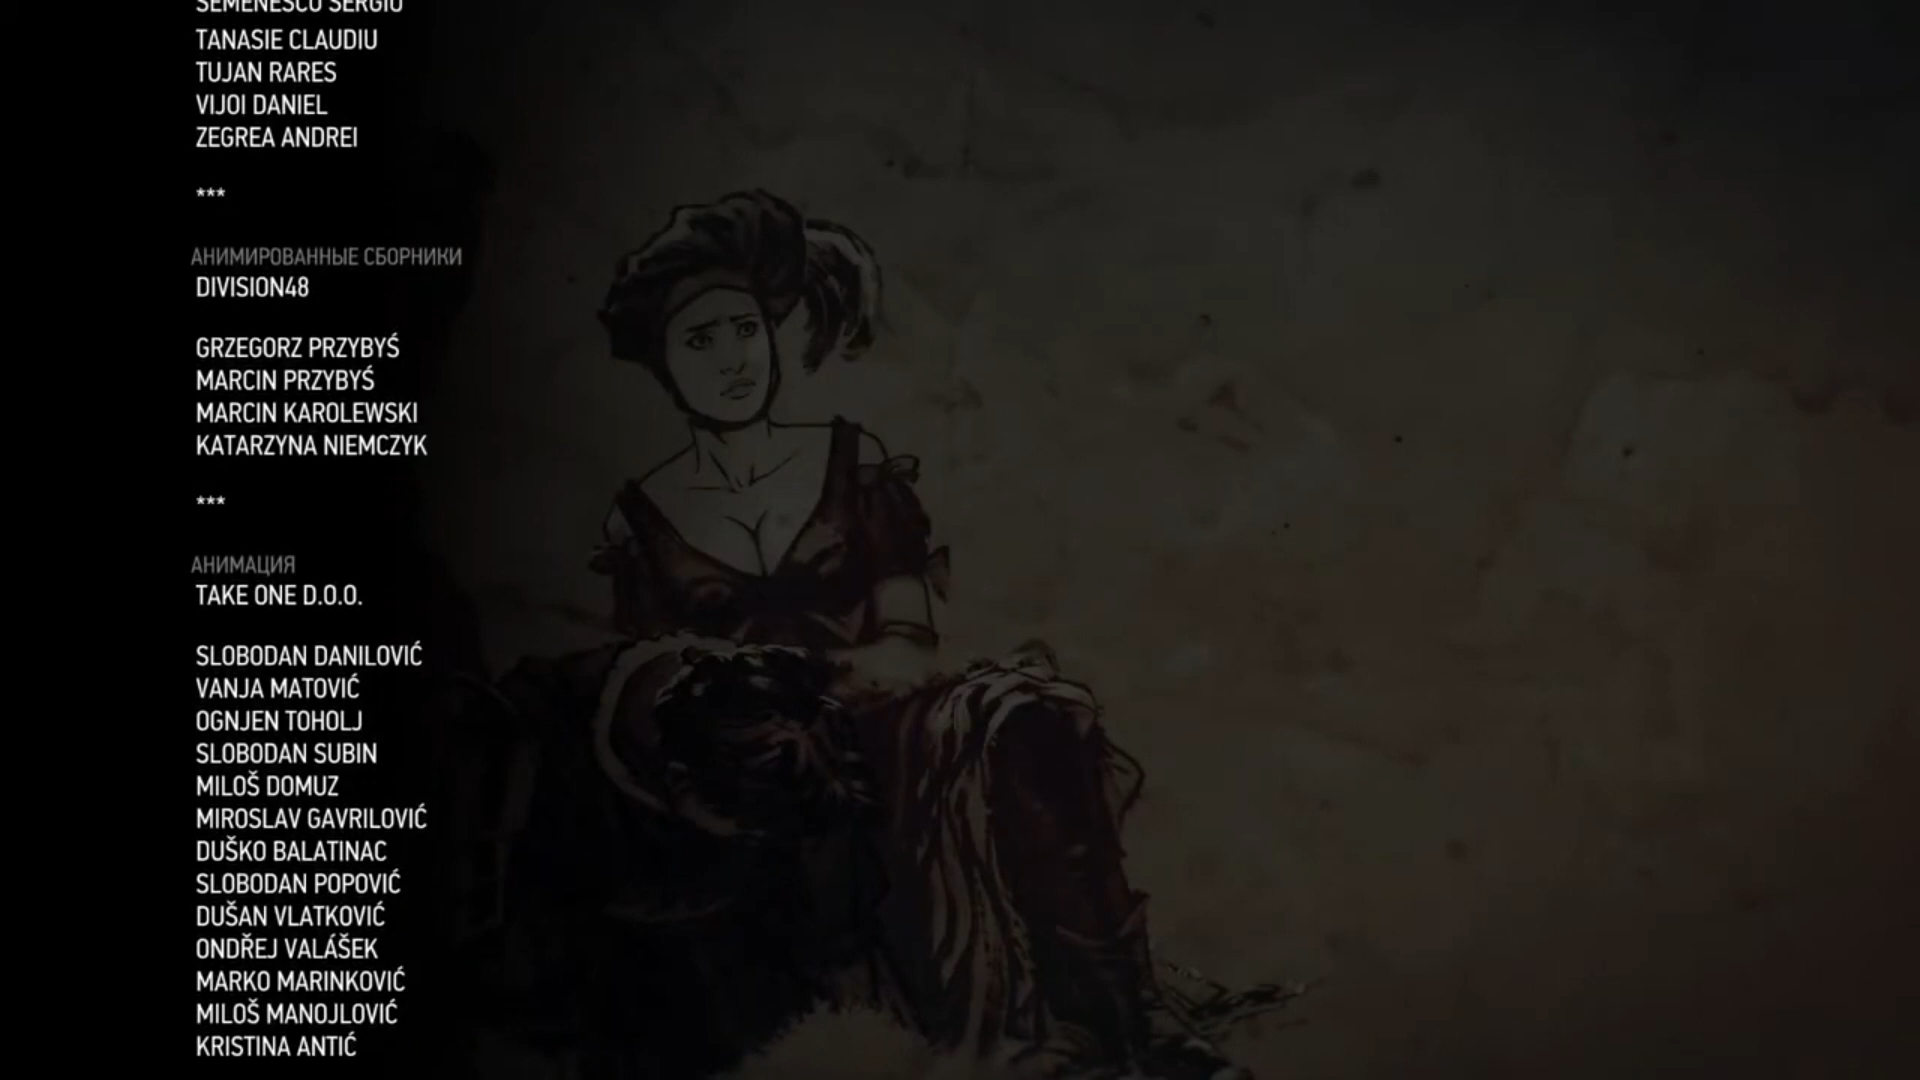 SEMENESCU SERGIU
TANASIE CLAUDIU
TUJAN RARES
VIJOI DANIEL
ZEGREA ANDREI
***
АНИМИРОВАННЫЕ СБОРНИКИ
DIVISION48
GRZEGORZ PRZYBYŚ
MARCIN PRZYBYŚ
MARCIN KAROLEWSKI
KATARZYNA NIEMCZYK
***
АНИМАЦИЯ
TAKE ONE D.O.O.
SLOBODAN DANILOVIĆ
VANJA MATOVIĆ
OGNJEN TOHOLJ
SLOBODAN SUBIN
MILOŠ DOMUZ
MIROSLAV GAVRILOVIĆ
DUŠKO BALATINAC
SLOBODAN POPOVIĆ
DUŠAN VLATKOVIĆ
ONDŘEJ VALÁŠEK
MARKO MARINKOVIĆ
MILOŠ MANOJLOVIĆ
KRISTINA ANTIĆ